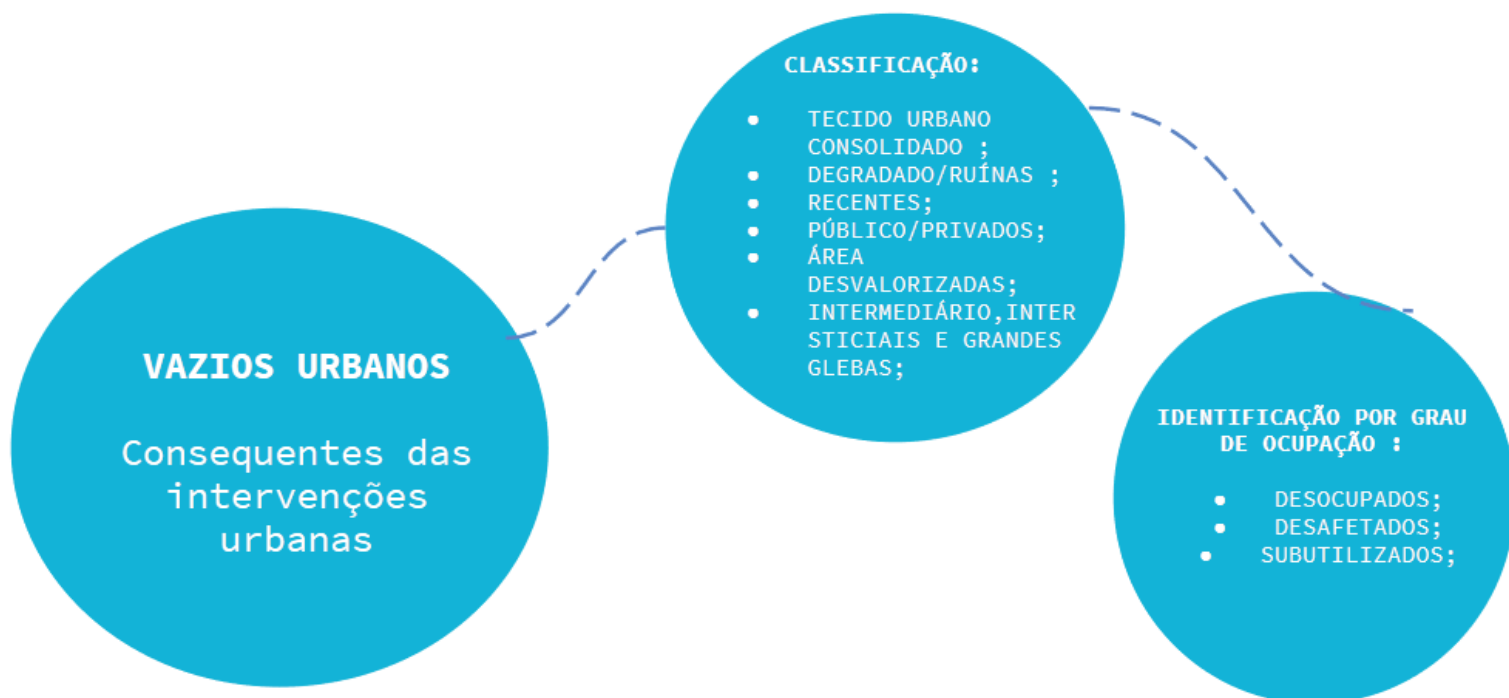 VAZIOS URBANOS
Consequentes das
intervenções
urbanas
CLASSIFICAÇÃO:
● TECIDO URBANO
CONSOLIDADO ;
● DEGRADADO/RUÍNAS ;
● RECENTES;
● PÚBLICO/PRIVADOS;
● ÁREA
DESVALORIZADAS;
● INTERMEDIÁRIO,INTER
STICIAIS E GRANDES
GLEBAS;
IDENTIFICAÇÃO POR GRAU
DE OCUPAÇÃO :
● DESOCUPADOS;
● DESAFETADOS;
● SUBUTILIZADOS;